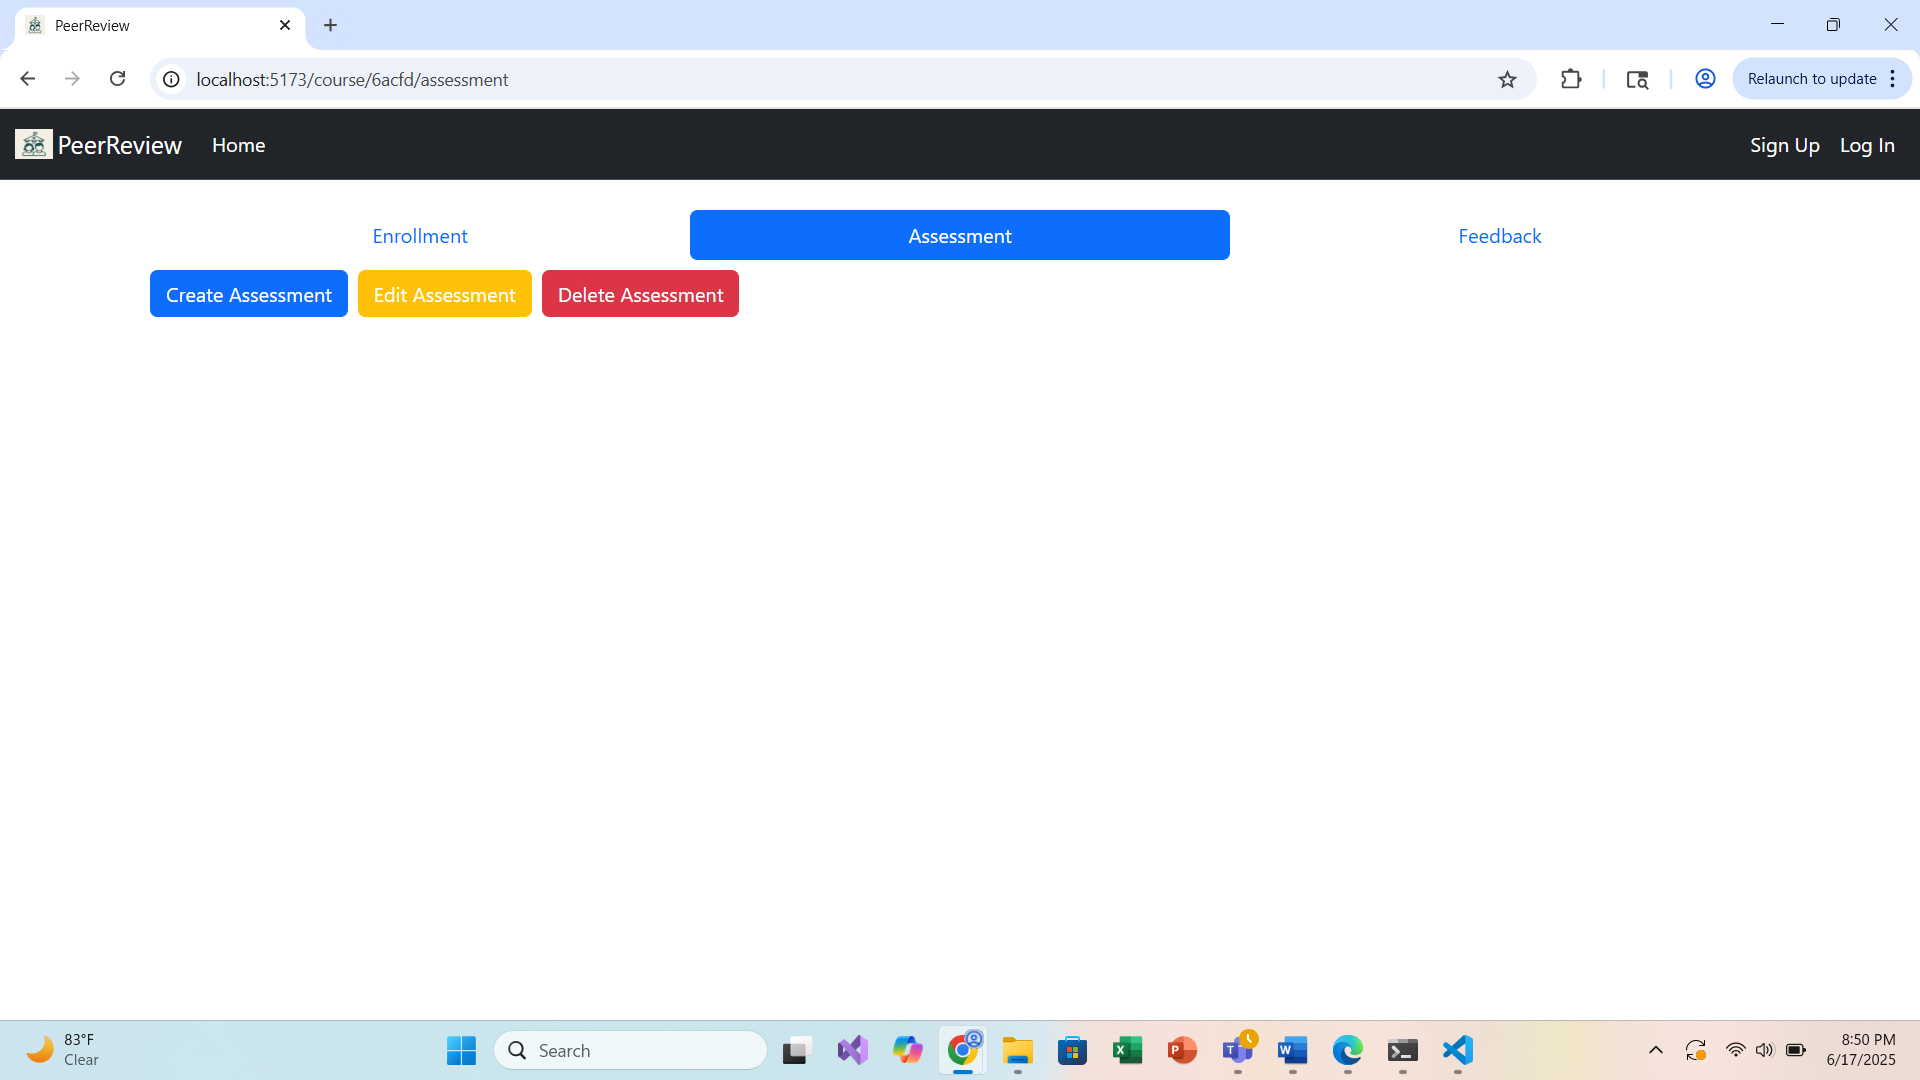 PeerReview
localhost:5173/course/6acfd/assessment
Relaunch to update
PeerReview Home Sign Up Log In
Enrollment Assessment Feedback
Create Assessment Edit Assessment Delete Assessment
83°F
Clear
Search
8:50 PM
6/17/2025